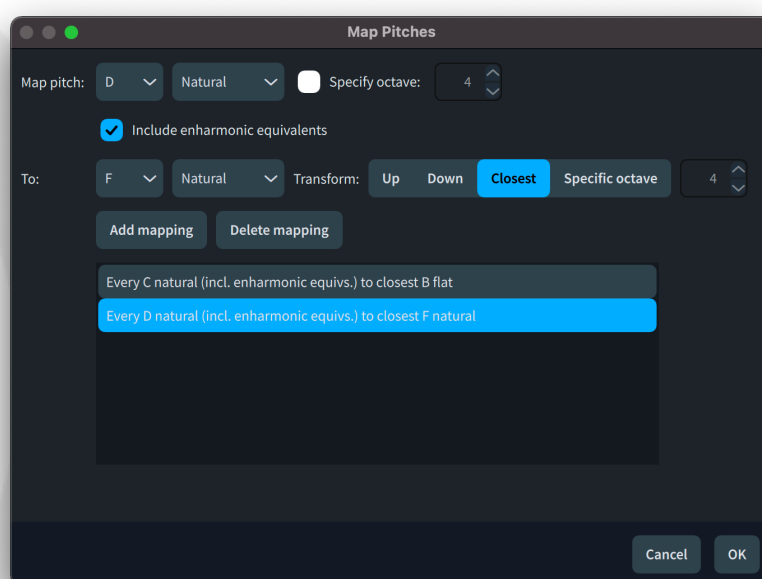 Map Pitches
Map pitch: D Natural Specify octave: 4
Include enharmonic equivalents
To: F Natural Transform: Up Down Closest Specific octave 4
Add mapping Delete mapping
Every C natural (incl. enharmonic equivs.) to closest B flat
Every D natural (incl. enharmonic equivs.) to closest F natural
Cancel OK